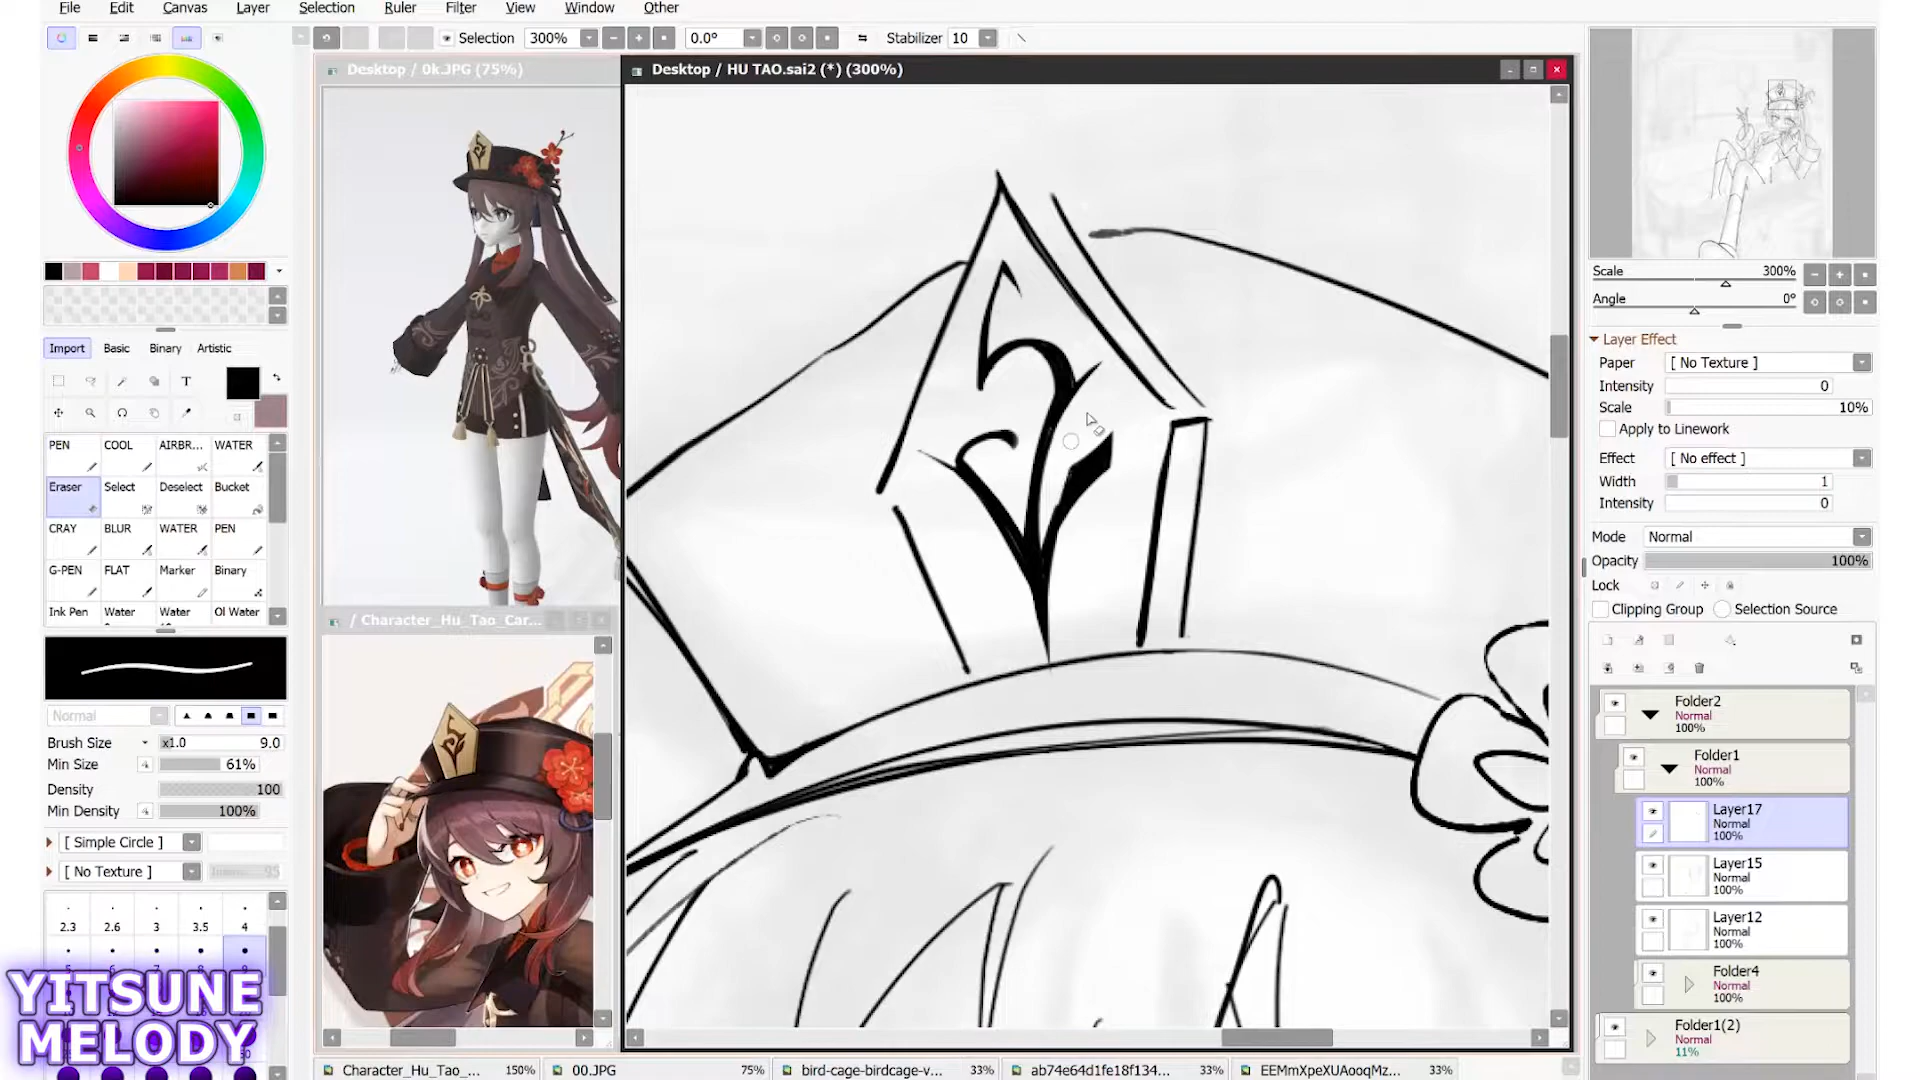 File Edit Canvas Layer Selection Ruler Filter View Window Other
Selection 300% 0.0° Stabilizer 10
Desktop / 0k.JPG (75%)
Desktop / HU TAO.sai2 (*) (300%)
Scale 300%
Angle 0°
Layer Effect
Paper [ No Texture ]
Intensity 0
Scale 10%
Apply to Linework
Effect [ No effect ]
Width 1
Intensity 0
Mode Normal
Opacity 100%
Lock
Clipping Group Selection Source
Folder2
Normal
100%
Folder1
Normal
100%
Layer17
Normal
100%
Layer15
Normal
100%
Layer12
Normal
100%
Folder4
Normal
100%
Folder1(2)
Normal
11%
Import Basic Binary Artistic
T
PEN COOL AIRBR... WATER
Eraser Select Deselect Bucket
CRAY BLUR WATER PEN
G-PEN FLAT Marker Binary
Ink Pen Water Water Ol Water
Normal
Brush Size x1.0 9.0
Min Size 61%
Density 100
Min Density 100%
[ Simple Circle ]
[ No Texture ] 95
2.3 2.6 3 3.5 4
/ Character_Hu_Tao_Car...
YITSUNE
MELODY
Character_Hu_Tao_... 150% 00.JPG 75% bird-cage-birdcage-v... 33% ab74e64d1fe18f134... 33% EEMmXpeXUAooqMz... 33%